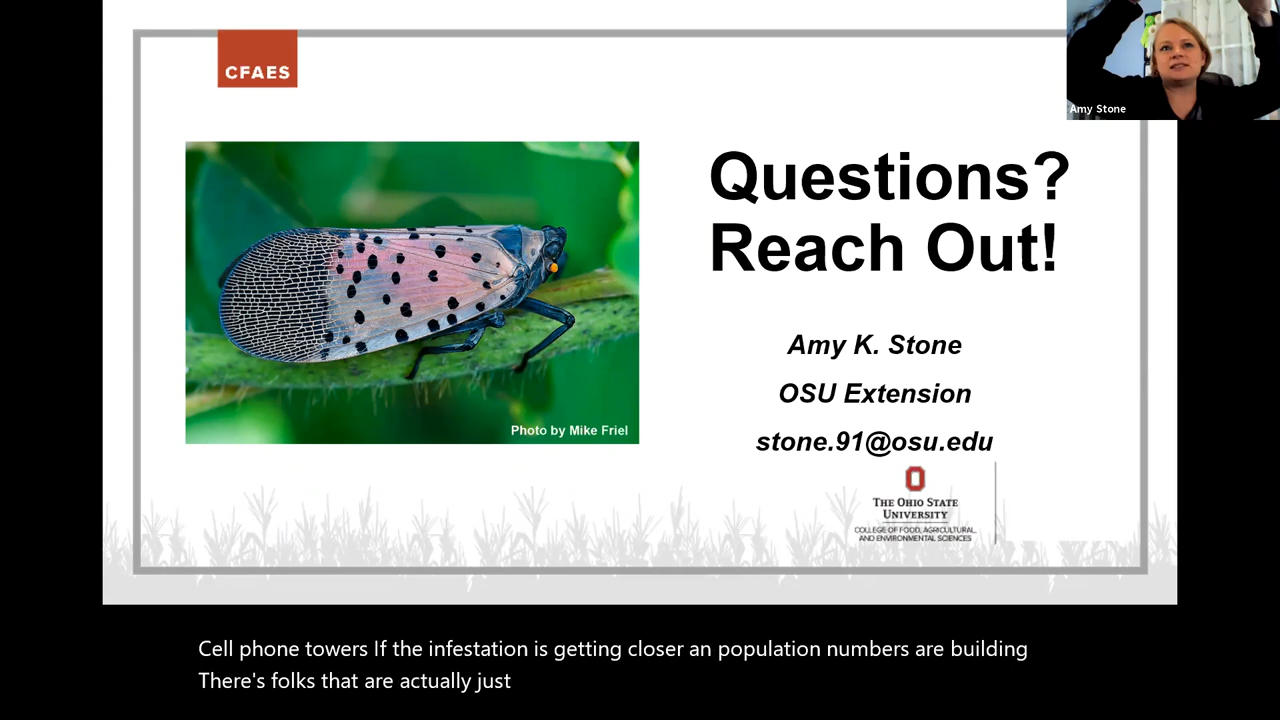 CFAES
Amy Stone
Questions?
Reach Out!
Amy K. Stone
OSU Extension
stone.91@osu.edu
Photo by Mike Friel
THE OHIO STATE
UNIVERSITY
COLLEGE OF FOOD, AGRICULTURAL,
AND ENVIRONMENTAL SCIENCES
Cell phone towers If the infestation is getting closer an population numbers are building
There's folks that are actually just